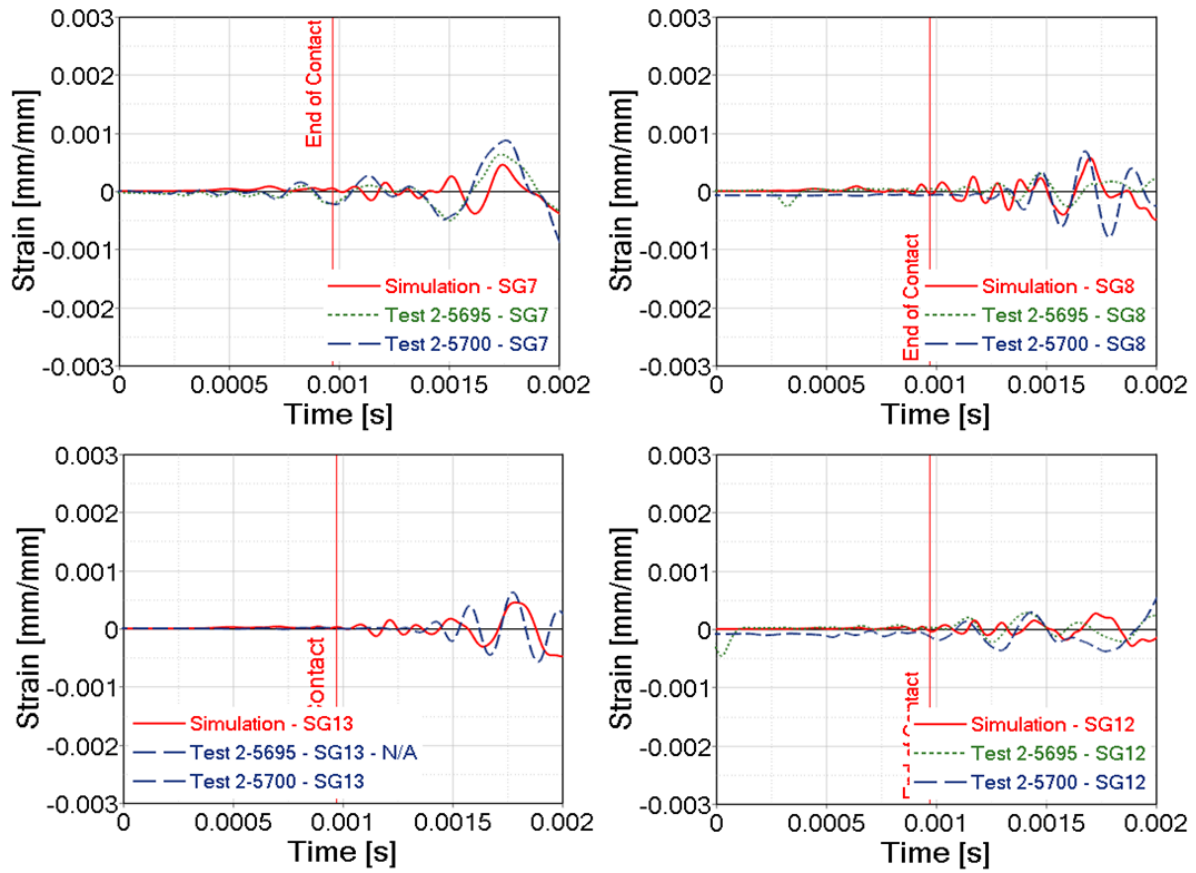 0.003
0.002
0.001
0
-0.001
-0.002
-0.003
Strain [mm/mm]
End of Contact
Simulation - SG7
Test 2-5695 - SG7
Test 2-5700 - SG7
0
0.0005
0.001
0.0015
0.002
Time [s]
0.003
0.002
0.001
0
-0.001
-0.002
-0.003
Strain [mm/mm]
End of Contact
Simulation - SG8
Test 2-5695 - SG8
Test 2-5700 - SG8
0
0.0005
0.001
0.0015
0.002
Time [s]
0.003
0.002
0.001
0
-0.001
-0.002
-0.003
Strain [mm/mm]
Contact
Simulation - SG13
Test 2-5695 - SG13 - N/A
Test 2-5700 - SG13
0
0.0005
0.001
0.0015
0.002
Time [s]
0.003
0.002
0.001
0
-0.001
-0.002
-0.003
Strain [mm/mm]
of Contact
Simulation - SG12
Test 2-5695 - SG12
Test 2-5700 - SG12
0
0.0005
0.001
0.0015
0.002
Time [s]